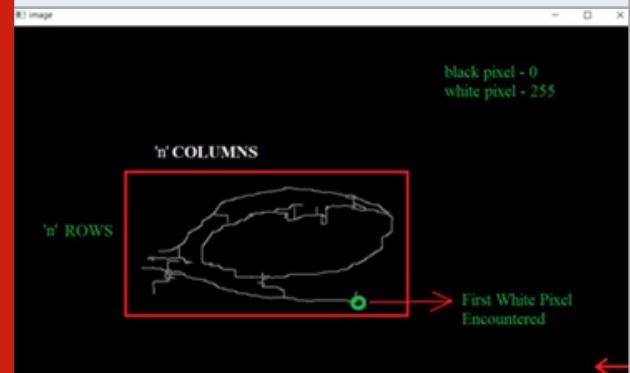 image
black pixel - 0
white pixel - 255
'n' COLUMNS
'n' ROWS
First White Pixel
Encountered